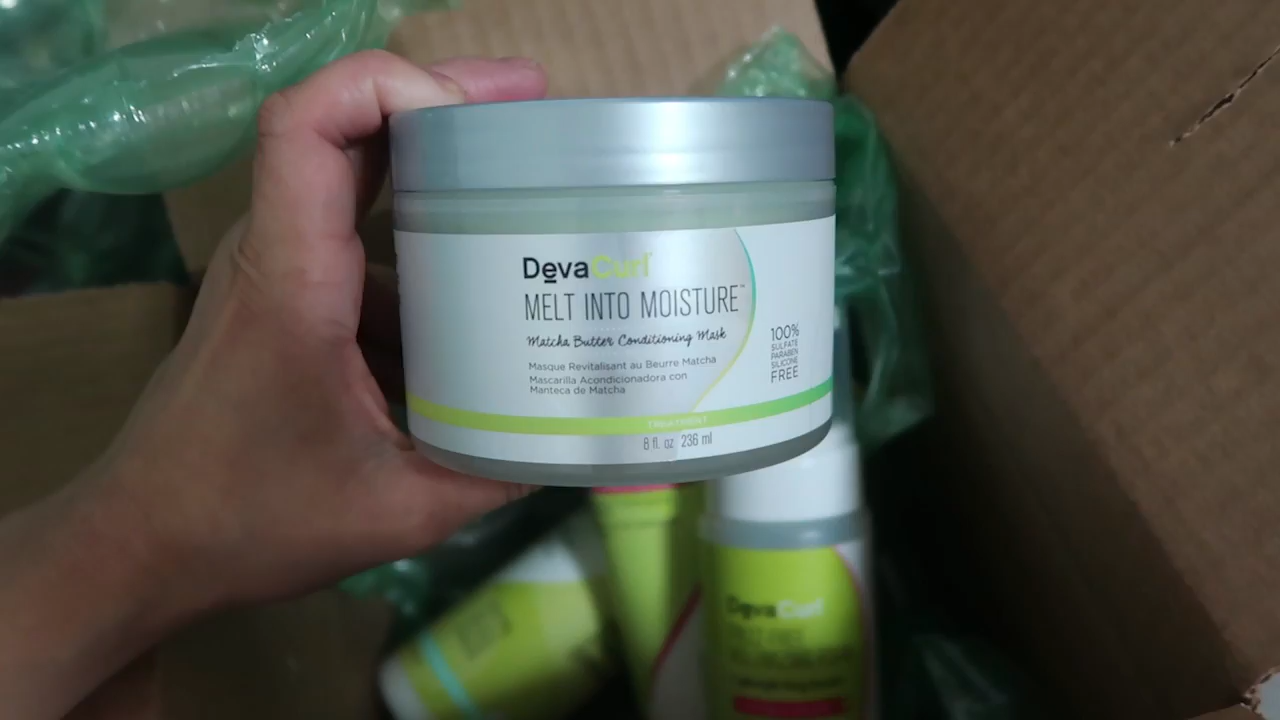 DevaCurl
MELT INTO MOISTURE™
Matcha Butter Conditioning Mask
Masque Revitalisant au Beurre Matcha
Mascarilla Acondicionadora con
Manteca de Matcha
100%
SULFATE
PARABEN
SILICONE
FREE
TREATMENT
8 fl. oz 236 ml
DevaCurl